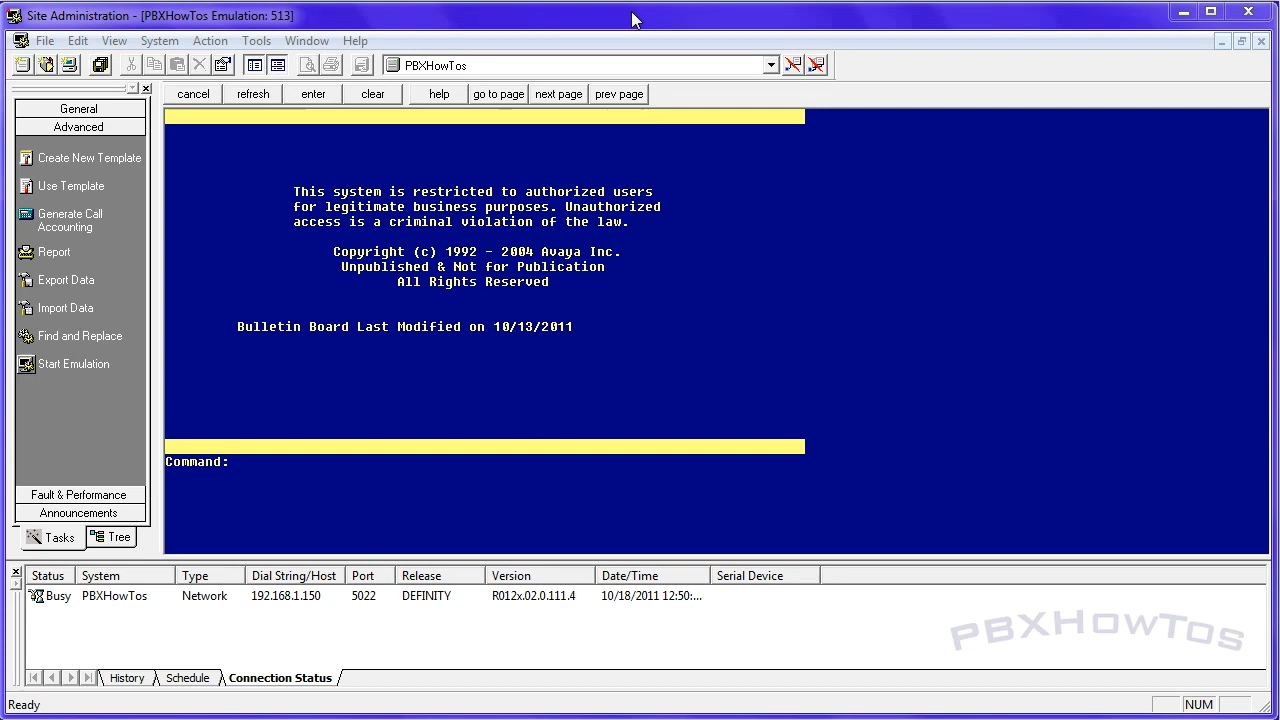 Site Administration - [PBXHowTos Emulation: 513]
File Edit View System Action Tools Window Help
PBXHowTos
cancel refresh enter clear help go to page next page prev page
General
Advanced
Create New Template
Use Template
Generate Call
Accounting
Report
Export Data
Import Data
Find and Replace
Start Emulation
Fault & Performance
Announcements
Tasks Tree
This system is restricted to authorized users
for legitimate business purposes. Unauthorized
access is a criminal violation of the law.
Copyright (c) 1992 - 2004 Avaya Inc.
Unpublished & Not for Publication
All Rights Reserved
Bulletin Board Last Modified on 10/13/2011
Command:
Status System Type Dial String/Host Port Release Version Date/Time Serial Device
Busy PBXHowTos Network 192.168.1.150 5022 DEFINITY R012x.02.0.111.4 10/18/2011 12:50:...
PBXHowTos
History Schedule Connection Status
Ready NUM